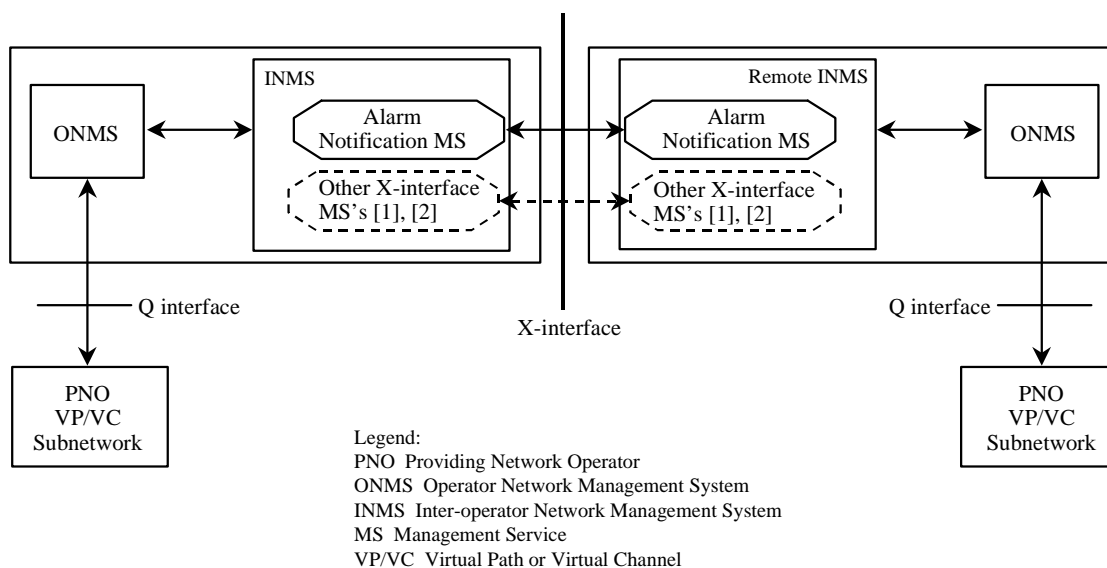 INMS
Remote INMS
ONMS
Alarm
Notification MS
Alarm
Notification MS
ONMS
Other X-interface
MS's [1], [2]
Other X-interface
MS's [1], [2]
Q interface
X-interface
Q interface
PNO
VP/VC
Subnetwork
PNO
VP/VC
Subnetwork
Legend:
PNO Providing Network Operator
ONMS Operator Network Management System
INMS Inter-operator Network Management System
MS Management Service
VP/VC Virtual Path or Virtual Channel